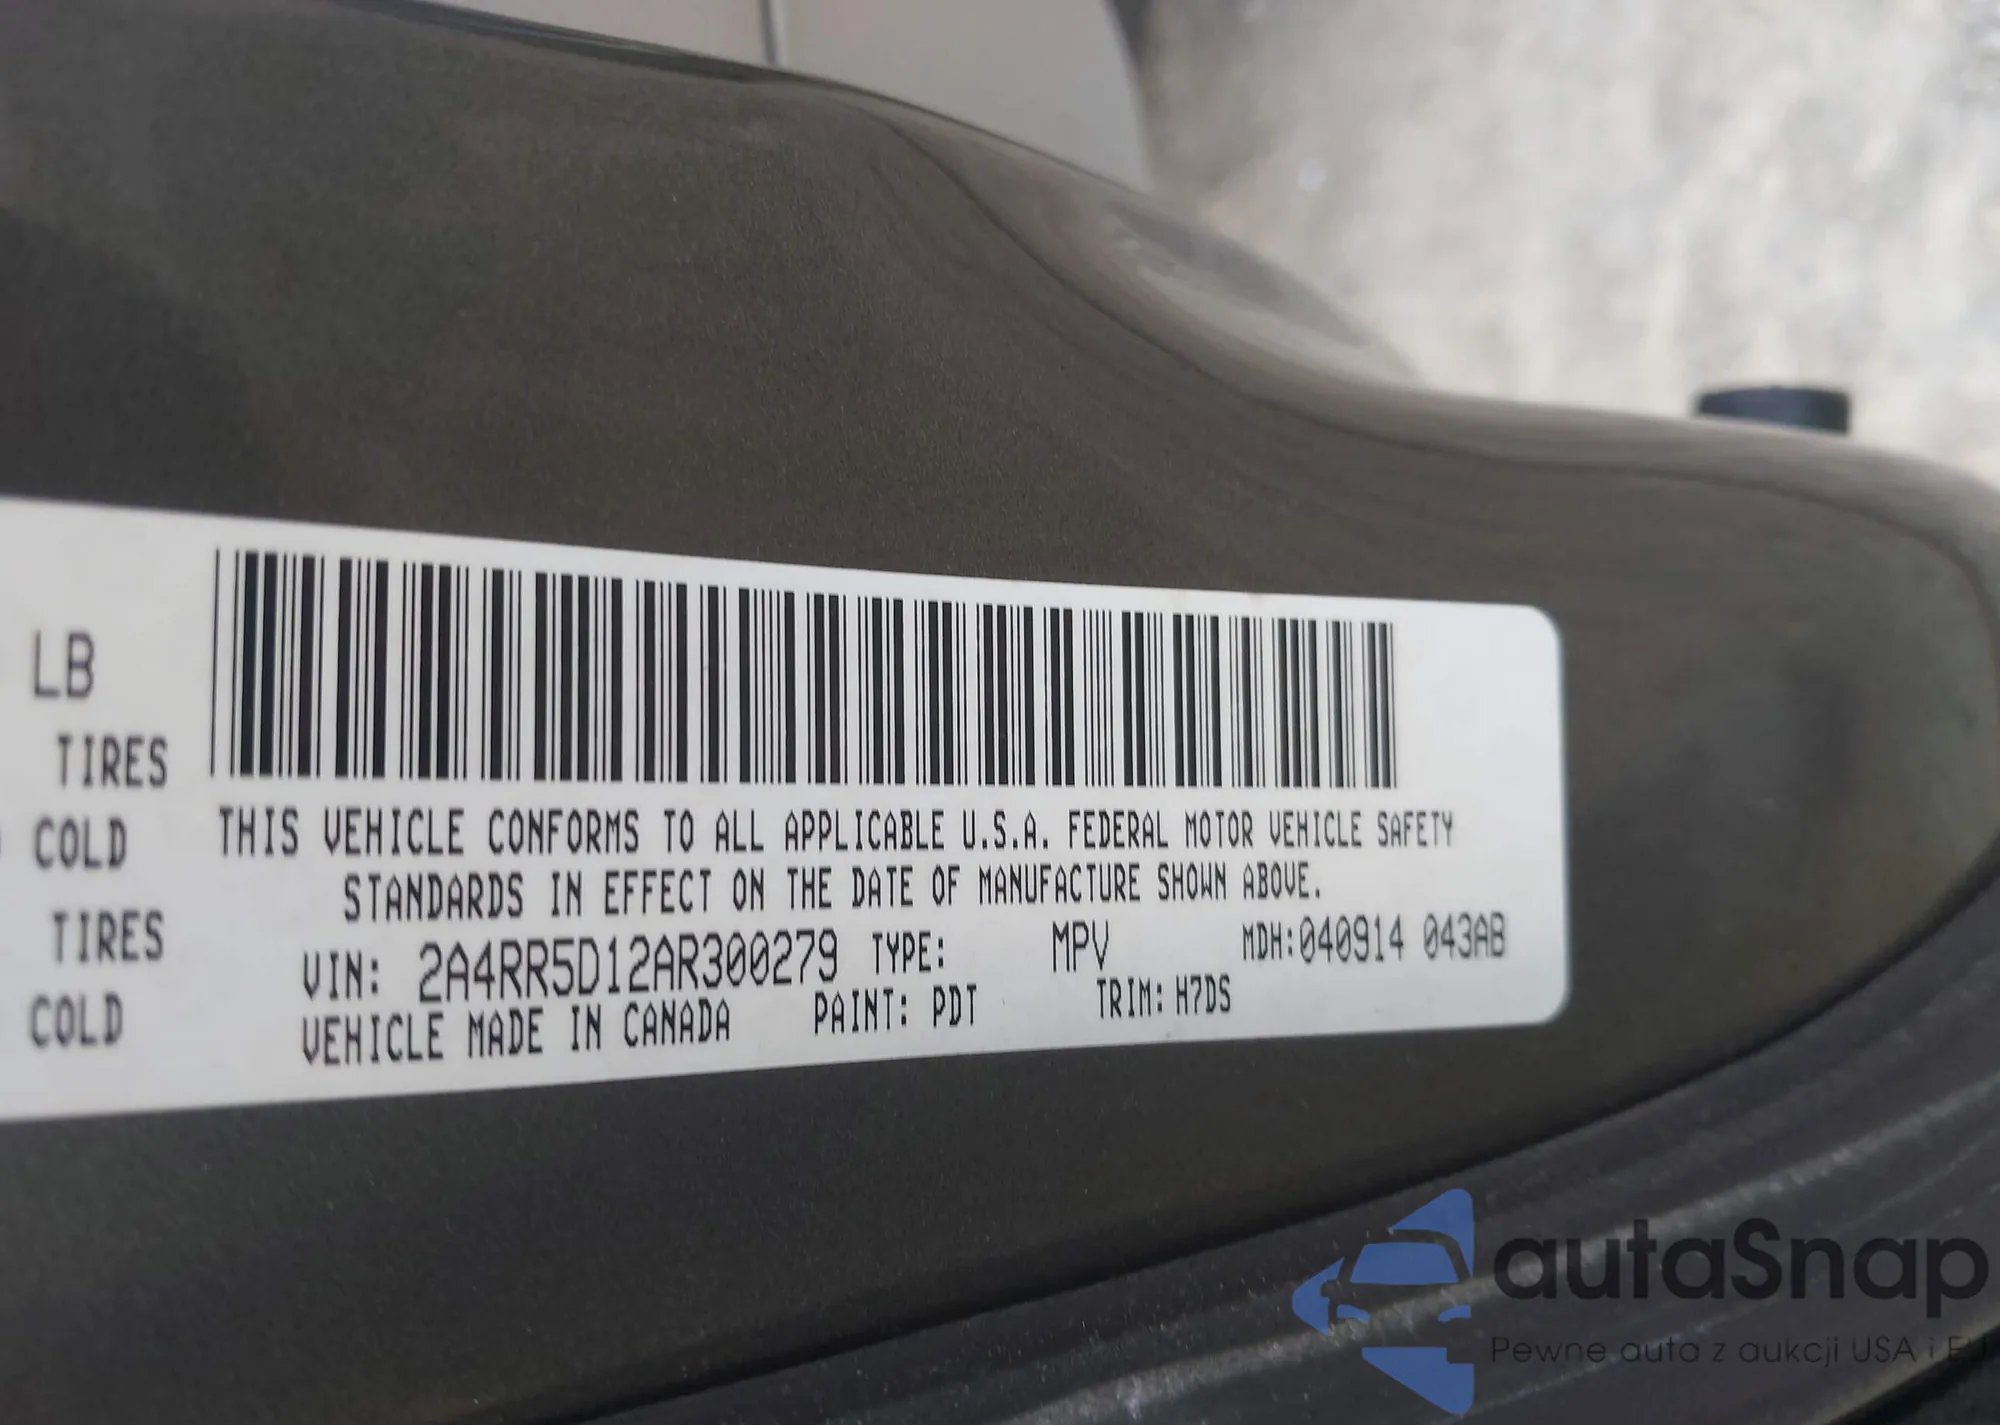 LB
TIRES
COLD
TIRES
COLD
THIS VEHICLE CONFORMS TO ALL APPLICABLE U.S.A. FEDERAL MOTOR VEHICLE SAFETY
STANDARDS IN EFFECT ON THE DATE OF MANUFACTURE SHOWN ABOVE.
VIN: 2A4RR5D12AR300279 TYPE: MPV MDH:040914 043AB
VEHICLE MADE IN CANADA PAINT: PDT TRIM: H7DS
autaSnap
Pewne auta z aukcji USA i EU